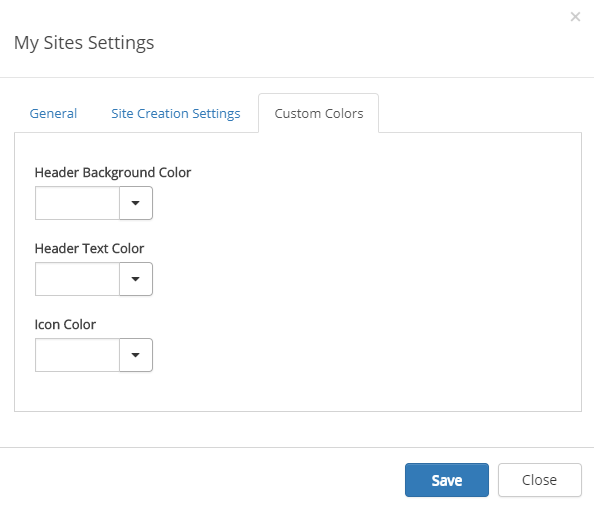 ×
My Sites Settings
General Site Creation Settings Custom Colors
Header Background Color
Header Text Color
Icon Color
Save Close